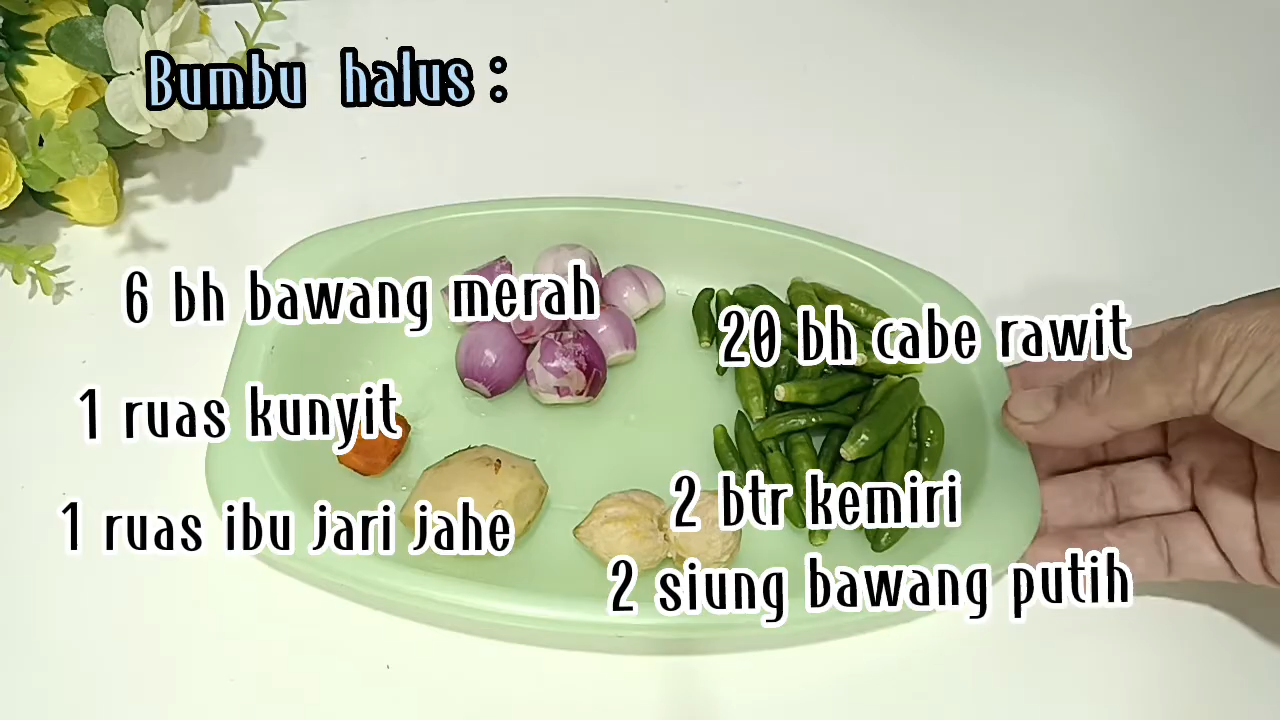 Bumbu halus :
6 bh bawang merah
1 ruas kunyit
1 ruas ibu jari jahe
20 bh cabe rawit
2 btr kemiri
2 siung bawang putih